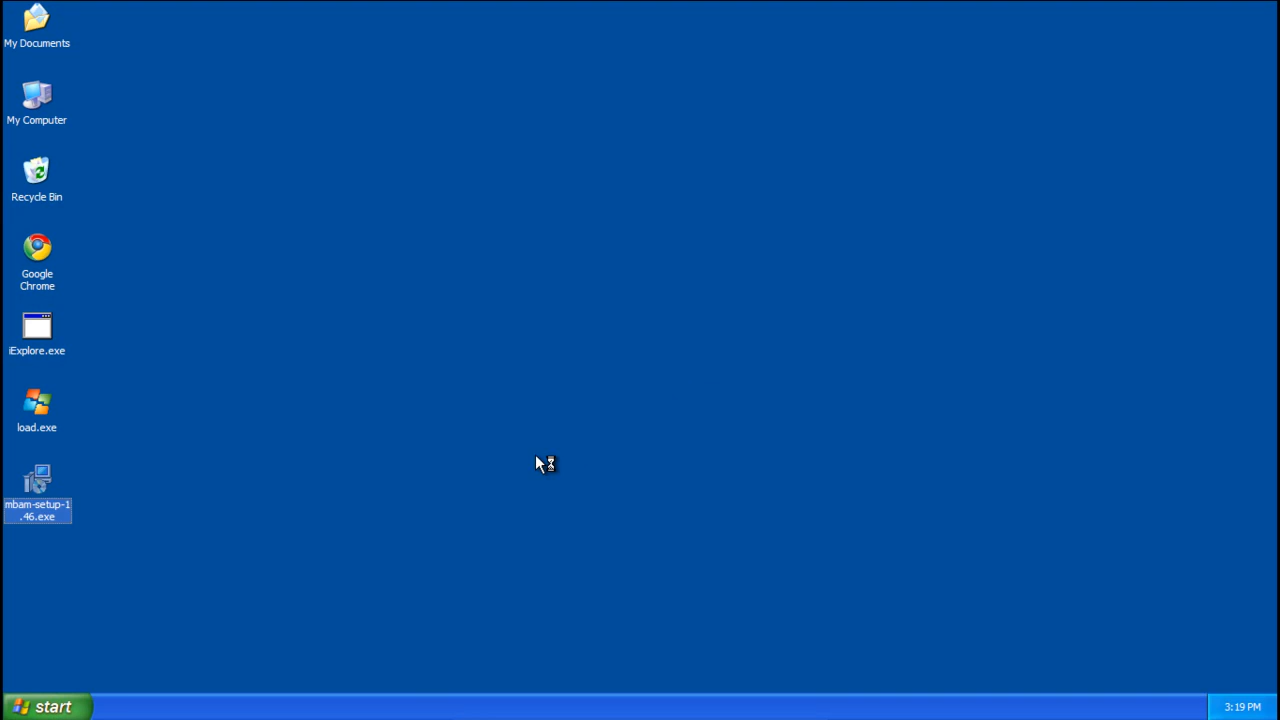 My Documents
My Computer
Recycle Bin
Google
Chrome
iExplore.exe
load.exe
mbam-setup-1
.46.exe
start
3:19 PM